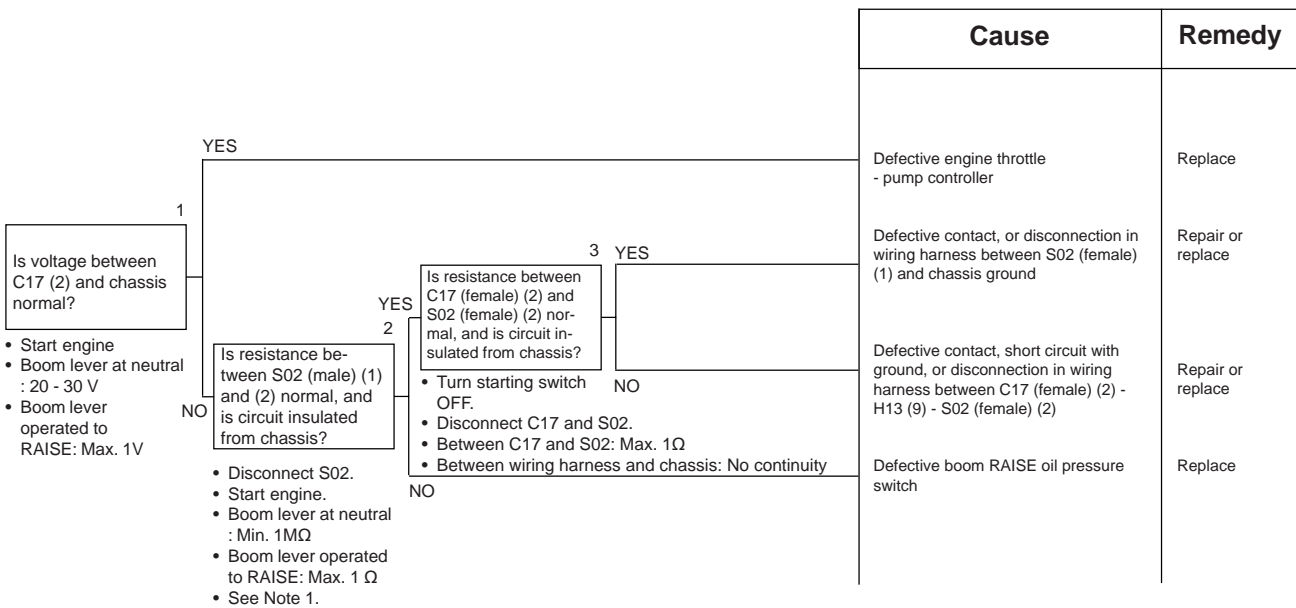 Cause
Remedy
YES
Defective engine throttle
- pump controller
Replace
1
Is voltage between
C17 (2) and chassis
normal?
• Start engine
• Boom lever at neutral
: 20 - 30 V
• Boom lever
operated to
RAISE: Max. 1V
NO
2
Is resistance be-
tween S02 (male) (1)
and (2) normal, and
is circuit insulated
from chassis?
• Disconnect S02.
• Start engine.
• Boom lever at neutral
: Min. 1MΩ
• Boom lever operated
to RAISE: Max. 1 Ω
• See Note 1.
YES
3
Is resistance between
C17 (female) (2) and
S02 (female) (2) nor-
mal, and is circuit in-
sulated from chassis?
• Turn starting switch
OFF.
• Disconnect C17 and S02.
• Between C17 and S02: Max. 1Ω
• Between wiring harness and chassis: No continuity
YES
Defective contact, or disconnection in
wiring harness between S02 (female)
(1) and chassis ground
Repair or
replace
NO
Defective contact, short circuit with
ground, or disconnection in wiring
harness between C17 (female) (2) -
H13 (9) - S02 (female) (2)
Repair or
replace
NO
Defective boom RAISE oil pressure
switch
Replace